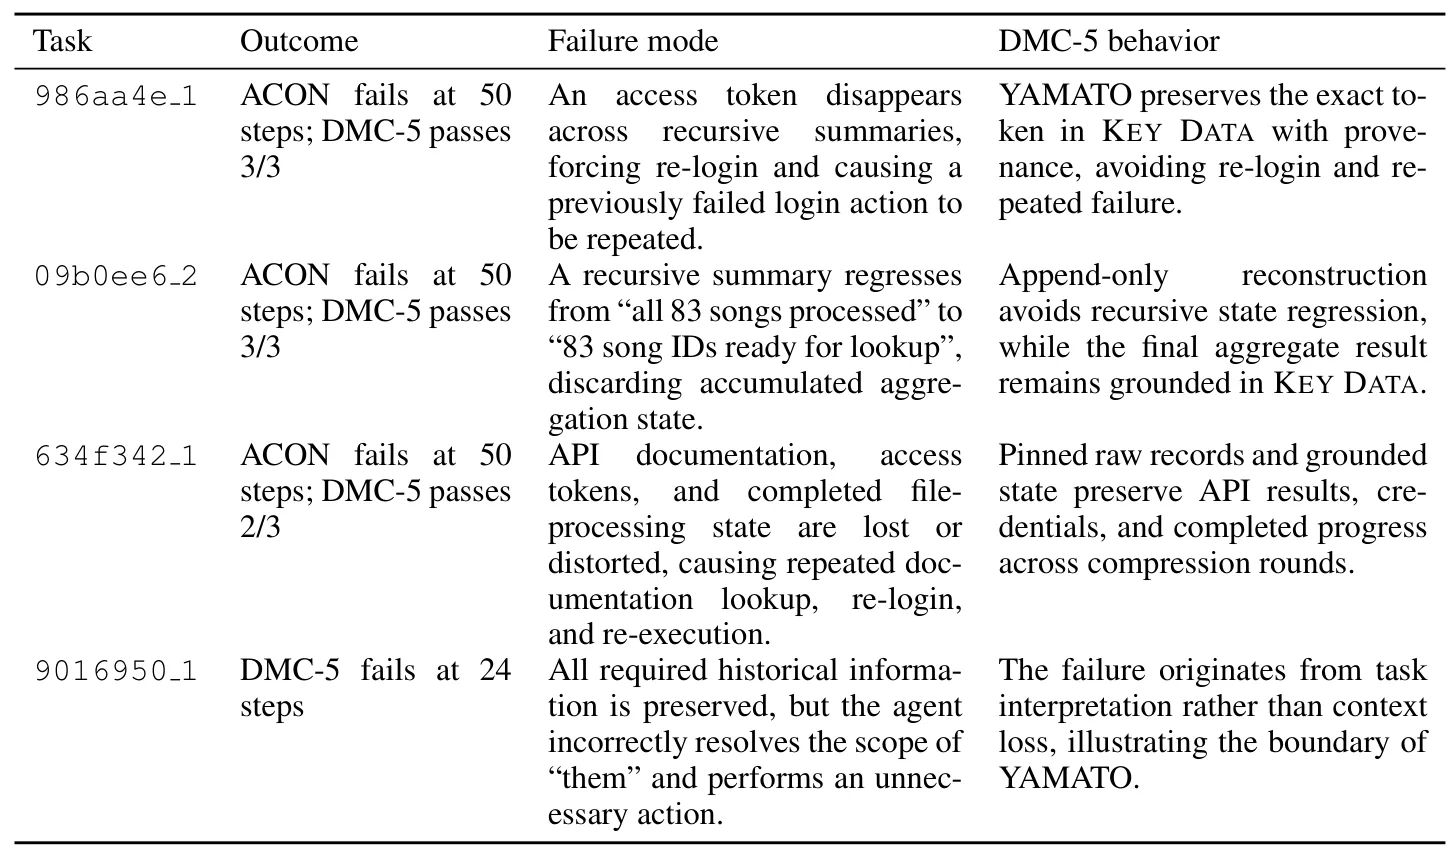 Task Outcome Failure mode DMC-5 behavior
986aa4e_1 ACON fails at 50 An access token disappears YAMATO preserves the exact to-
steps; DMC-5 passes across recursive summaries, ken in KEY DATA with prove-
3/3 forcing re-login and causing a nance, avoiding re-login and re-
previously failed login action to peated failure.
be repeated.
09b0ee6_2 ACON fails at 50 A recursive summary regresses Append-only reconstruction
steps; DMC-5 passes from “all 83 songs processed” to avoids recursive state regression,
3/3 “83 song IDs ready for lookup”, while the final aggregate result
discarding accumulated aggre- remains grounded in KEY DATA.
gation state.
634f342_1 ACON fails at 50 API documentation, access Pinned raw records and grounded
steps; DMC-5 passes tokens, and completed file- state preserve API results, cre-
2/3 processing state are lost or dentials, and completed progress
distorted, causing repeated doc- across compression rounds.
umentation lookup, re-login,
and re-execution.
9016950_1 DMC-5 fails at 24 All required historical informa- The failure originates from task
steps tion is preserved, but the agent interpretation rather than context
incorrectly resolves the scope of loss, illustrating the boundary of
“them” and performs an unnec- YAMATO.
essary action.